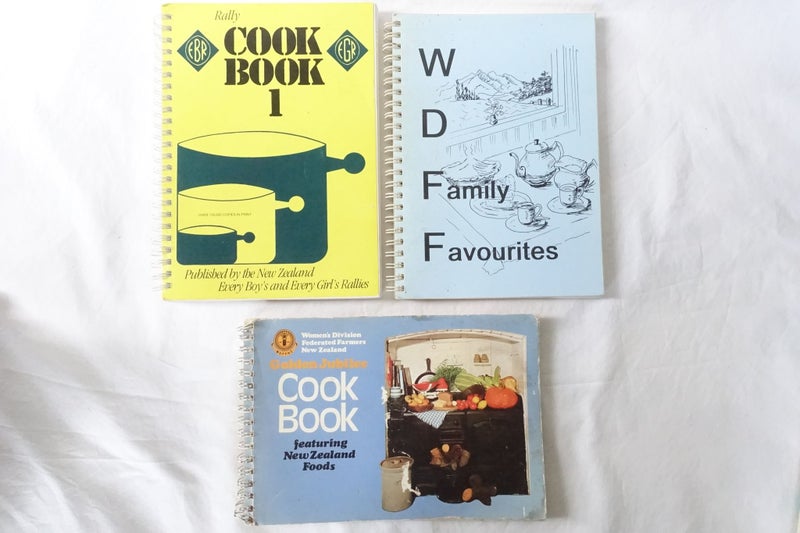 Rally
EBR
COOK
EGR
BOOK
1
Published by the New Zealand
Every Boy's and Every Girl's Rallies
W
D
Family
Favourites
Women's Division
Federated Farmers
New Zealand
Golden Jubilee
Cook
Book
featuring
New Zealand
Foods